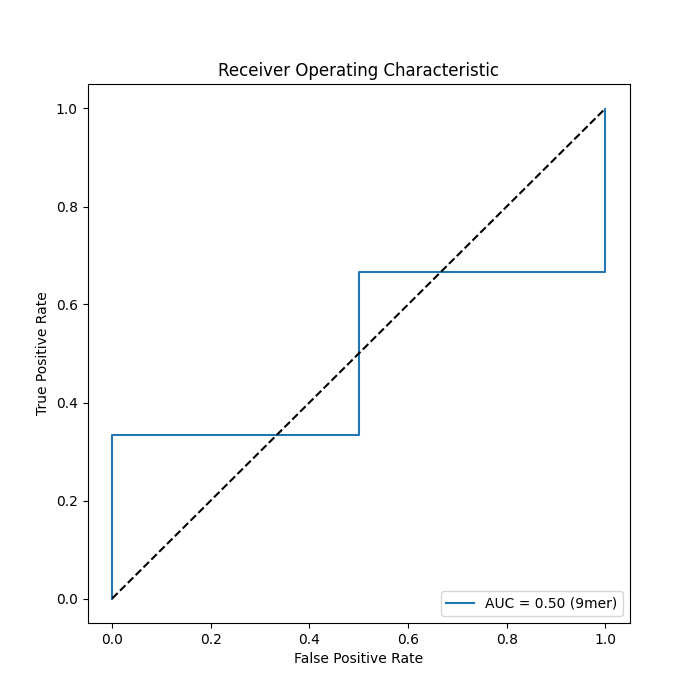 Receiver Operating Characteristic
1.0
0.8
0.6
0.4
0.2
0.0
True Positive Rate
0.0 0.2 0.4 0.6 0.8 1.0
False Positive Rate
AUC = 0.50 (9mer)